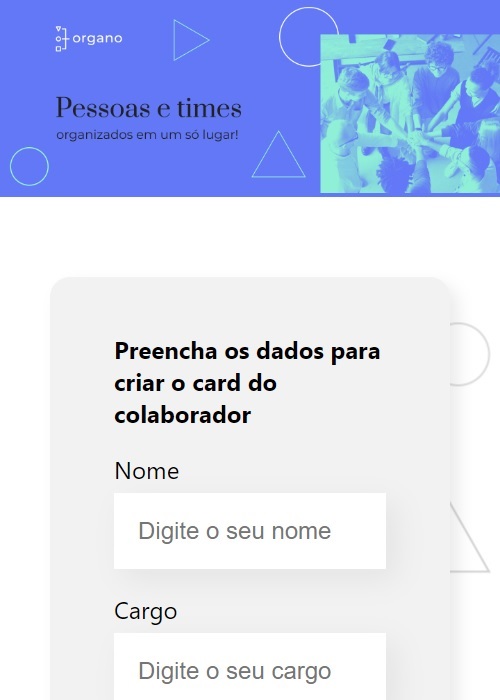 organo
Pessoas e times
organizados em um só lugar!
Preencha os dados para
criar o card do
colaborador
Nome
Digite o seu nome
Cargo
Digite o seu cargo